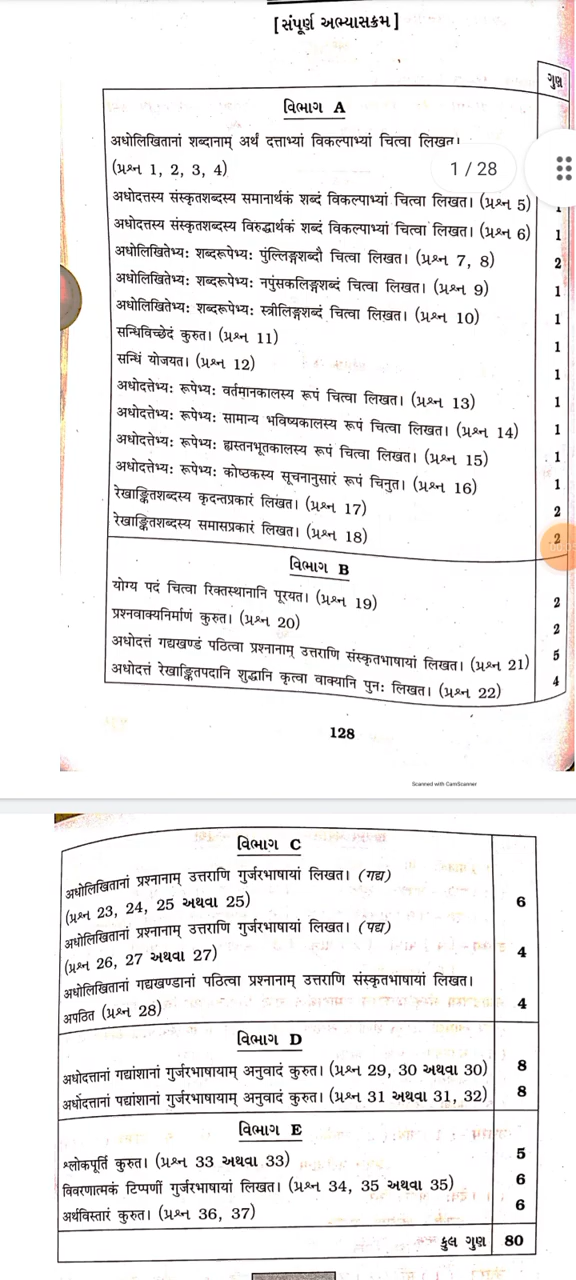 [સંપૂર્ણ અભ્યાસક્રમ]
ગુણ
વિભાગ A
अधोलिखितानां शब्दानाम् अर्थं दत्ताभ्यां विकल्पाभ्यां चित्वा लिखत।
(પ્રશ્ન 1, 2, 3, 4)
1 / 28
अधोदत्तस्य संस्कृतशब्दस्य समानार्थकं शब्दं विकल्पाभ्यां चित्वा लिखत। (પ્રશ્ન 5)
अधोदत्तस्य संस्कृतशब्दस्य विरुद्धार्थकं शब्दं विकल्पाभ्यां चित्वा लिखत। (પ્રશ્ન 6) 1
अधोलिखितेभ्यः शब्दरूपेभ्यः पुंल्लिङ्गशब्दौ चित्वा लिखत। (પ્રશ્ન 7, 8) 2
अधोलिखितेभ्यः शब्दरूपेभ्यः नपुंसकलिङ्गशब्दं चित्वा लिखत। (પ્રશ્ન 9) 1
अधोलिखितेभ्यः शब्दरूपेभ्यः स्त्रीलिङ्गशब्दं चित्वा लिखत। (પ્રશ્ન 10) 1
सन्धिविच्छेदं कुरुत। (પ્રશ્ન 11) 1
सन्धिं योजयत। (પ્રશ્ન 12) 1
अधोदत्तेभ्यः रूपेभ्यः वर्तमानकालस्य रूपं चित्वा लिखत। (પ્રશ્ન 13) 1
अधोदत्तेभ्यः रूपेभ्यः सामान्य भविष्यकालस्य रूपं चित्वा लिखत। (પ્રશ્ન 14) 1
अधोदत्तेभ्यः रूपेभ्यः ह्यस्तनभूतकालस्य रूपं चित्वा लिखत। (પ્રશ્ન 15) 1
अधोदत्तेभ्यः रूपेभ्यः कोष्ठकस्य सूचनानुसारं रूपं चिनुत। (પ્રશ્ન 16) 1
रेखाङ्कितशब्दस्य कृदन्तप्रकारं लिखत। (પ્રશ્ન 17) 2
रेखाङ्कितशब्दस्य समासप्रकारं लिखत। (પ્રશ્ન 18) 2
વિભાગ B
योग्य पदं चित्वा रिक्तस्थानानि पूरयत। (પ્રશ્ન 19) 2
प्रश्नवाक्यनिर्माणं कुरुत। (પ્રશ્ન 20) 2
अधोदत्तं गद्यखण्डं पठित्वा प्रश्नानाम् उत्तराणि संस्कृतभाषायां लिखत। (પ્રશ્ન 21) 5
अधोदत्तं रेखाङ्कितपदानि शुद्धानि कृत्वा वाक्यानि पुनः लिखत। (પ્રશ્ન 22) 4
128
Scanned with CamScanner
વિભાગ C
अधोलिखितानां प्रश्नानाम् उत्तराणि गुर्जरभाषायां लिखत। (गद्य)
(પ્રશ્ન 23, 24, 25 અથવા 25) 6
अधोलिखितानां प्रश्नानाम् उत्तराणि गुर्जरभाषायां लिखत। (पद्य)
(પ્રશ્ન 26, 27 અથવા 27) 4
अधोलिखितानां गद्यखण्डानां पठित्वा प्रश्नानाम् उत्तराणि संस्कृतभाषायां लिखत।
अपठित (પ્રશ્ન 28) 4
વિભાગ D
अधोदत्तानां गद्यांशानां गुर्जरभाषायाम् अनुवादं कुरुत। (પ્રશ્ન 29, 30 અથવા 30) 8
अधोदत्तानां पद्यांशानां गुर्जरभाषायाम् अनुवादं कुरुत। (પ્રશ્ન 31 અથવા 31, 32) 8
વિભાગ E
श्लोकपूर्ति कुरुत। (પ્રશ્ન 33 અથવા 33) 5
विवरणात्मकं टिप्पणीं गुर्जरभाषायां लिखत। (પ્રશ્ન 34, 35 અથવા 35) 6
अर्थविस्तारं कुरुत। (પ્રશ્ન 36, 37) 6
કુલ ગુણ 80